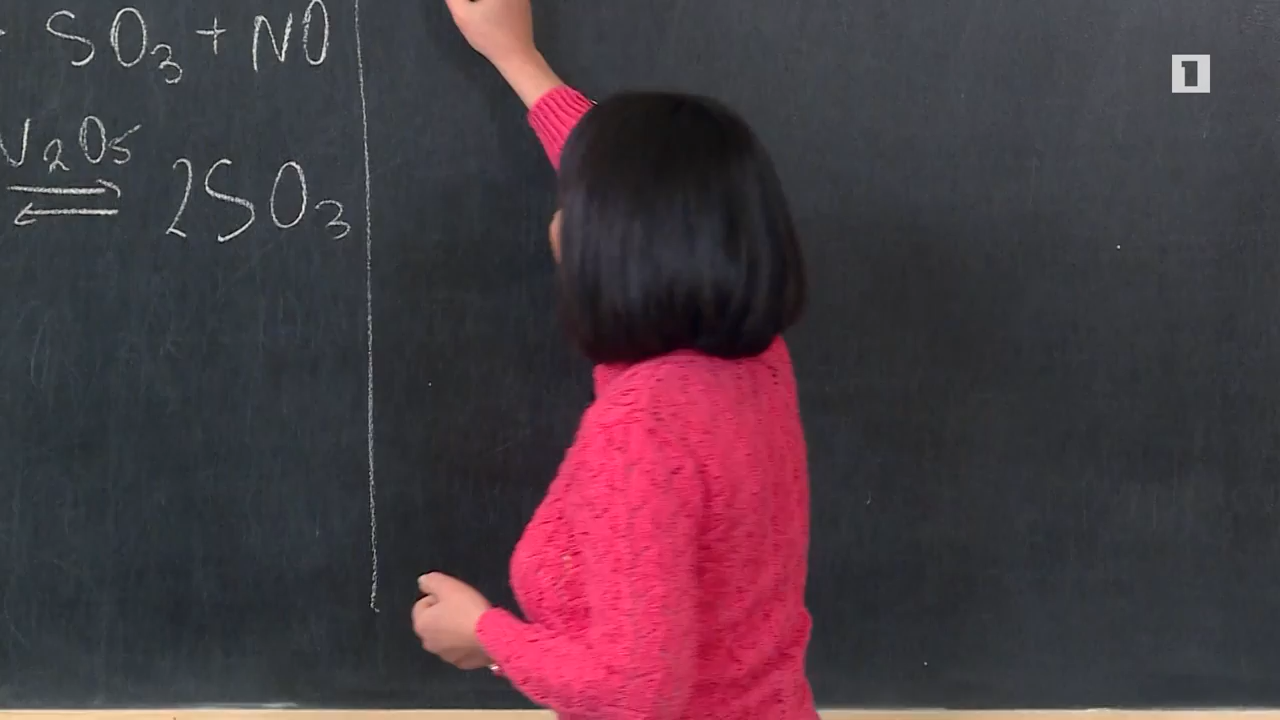 SO₃ + NO
V₂O₅
⇌ 2SO₃
1